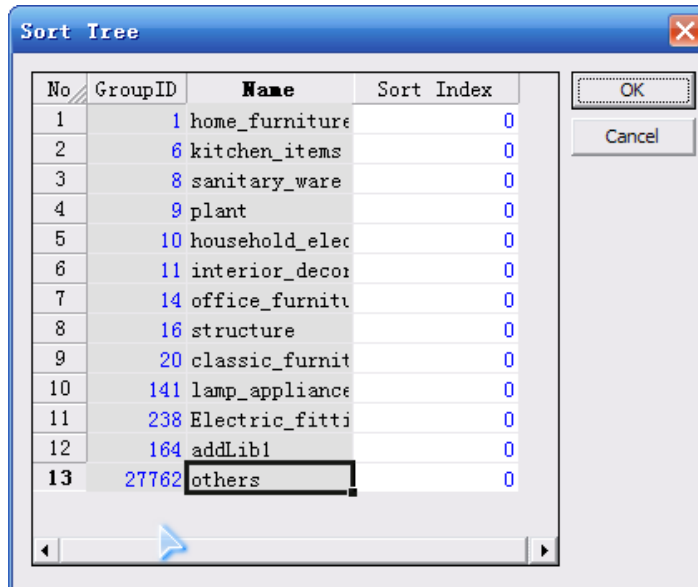 Sort Tree
No GroupID Name Sort Index
1 1 home_furniture 0
2 6 kitchen_items 0
3 8 sanitary_ware 0
4 9 plant 0
5 10 household_elec 0
6 11 interior_decor 0
7 14 office_furnitu 0
8 16 structure 0
9 20 classic_furnit 0
10 141 lamp_appliance 0
11 238 Electric_fitti 0
12 164 addLib1 0
13 27762 others 0
OK
Cancel